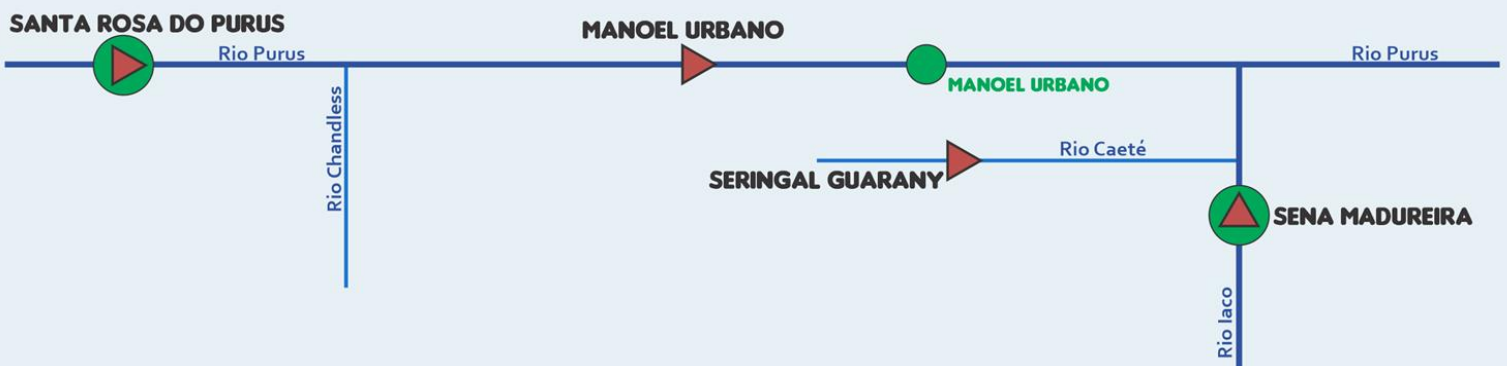 SANTA ROSA DO PURUS
Rio Purus
MANOEL URBANO
Rio Purus
MANOEL URBANO
Rio Chandless
Rio Caeté
SERINGAL GUARANY
SENA MADUREIRA
Rio Iaco